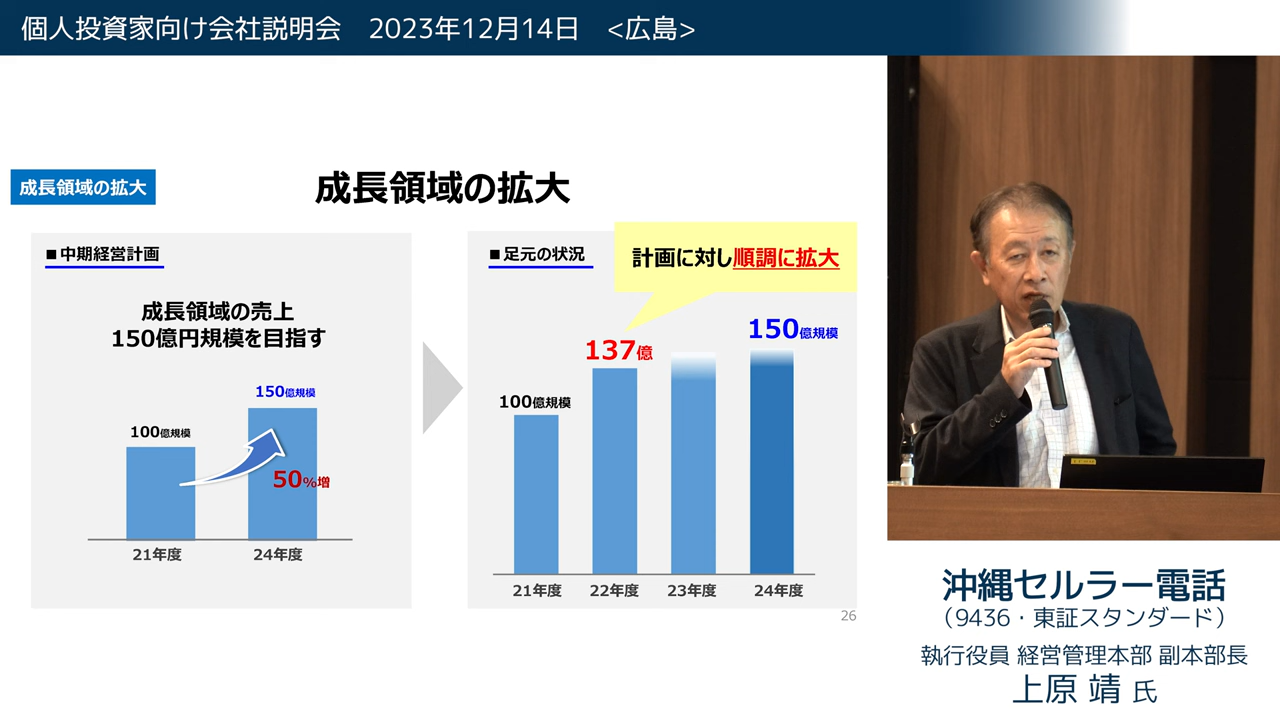 個人投資家向け会社説明会　2023年12月14日　<広島>
成長領域の拡大
成長領域の拡大
■中期経営計画
成長領域の売上
150億円規模を目指す
150億規模
100億規模
50%増
21年度
24年度
■足元の状況
計画に対し順調に拡大
150億規模
137億
100億規模
21年度
22年度
23年度
24年度
26
沖縄セルラー電話
（9436・東証スタンダード）
執行役員 経営管理本部 副本部長
上原 靖 氏